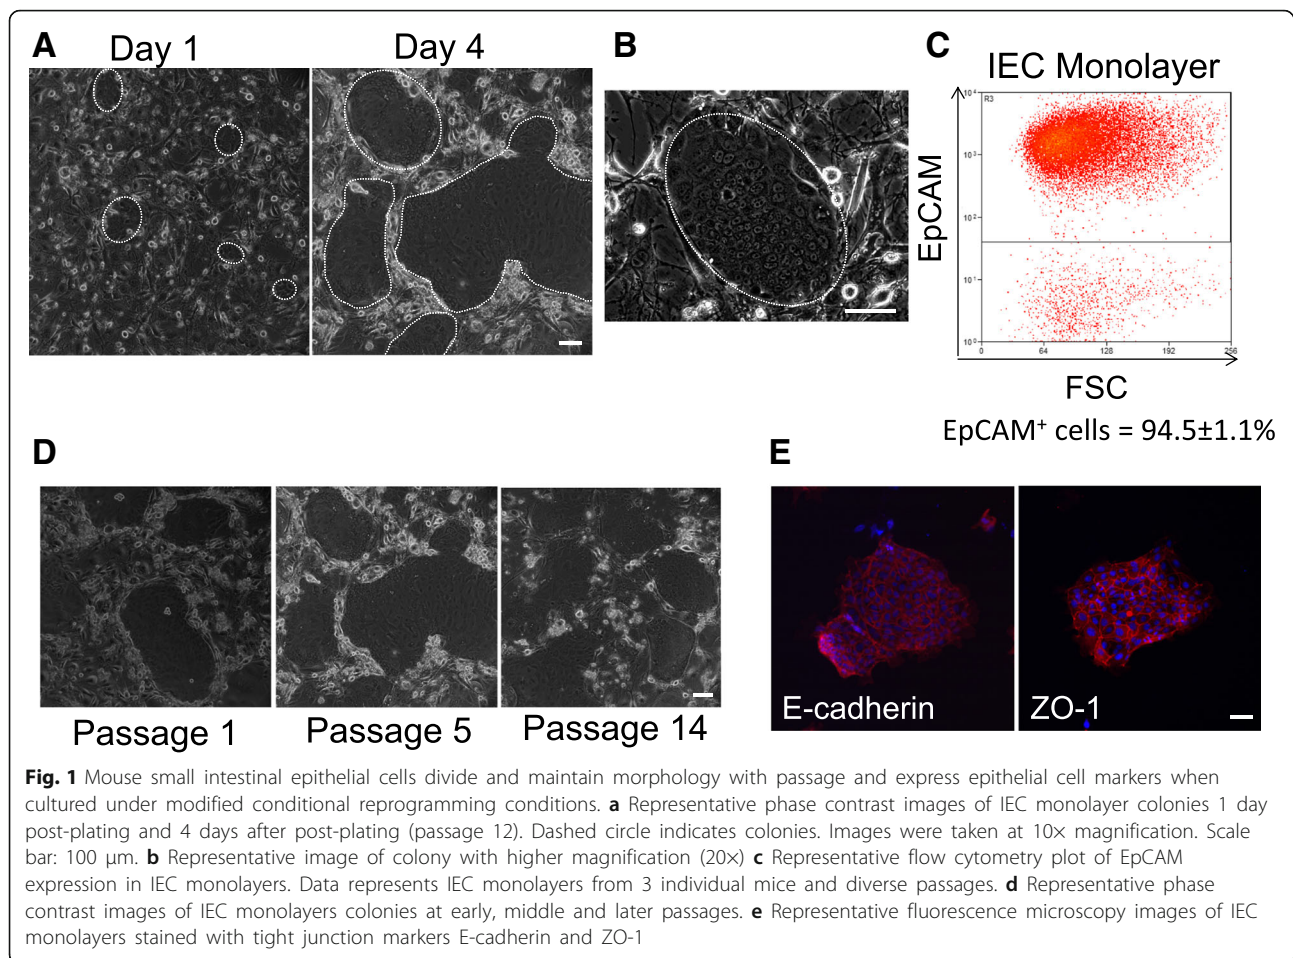 A
Day 1
Day 4
B
C
IEC Monolayer
EpCAM
R3
10⁴
10³
10²
10¹
10⁰
0
64
128
192
256
FSC
EpCAM⁺ cells = 94.5±1.1%
D
Passage 1
Passage 5
Passage 14
E
E-cadherin
ZO-1
Fig. 1 Mouse small intestinal epithelial cells divide and maintain morphology with passage and express epithelial cell markers when
cultured under modified conditional reprogramming conditions. a Representative phase contrast images of IEC monolayer colonies 1 day
post-plating and 4 days after post-plating (passage 12). Dashed circle indicates colonies. Images were taken at 10× magnification. Scale
bar: 100 μm. b Representative image of colony with higher magnification (20×) c Representative flow cytometry plot of EpCAM
expression in IEC monolayers. Data represents IEC monolayers from 3 individual mice and diverse passages. d Representative phase
contrast images of IEC monolayers colonies at early, middle and later passages. e Representative fluorescence microscopy images of IEC
monolayers stained with tight junction markers E-cadherin and ZO-1